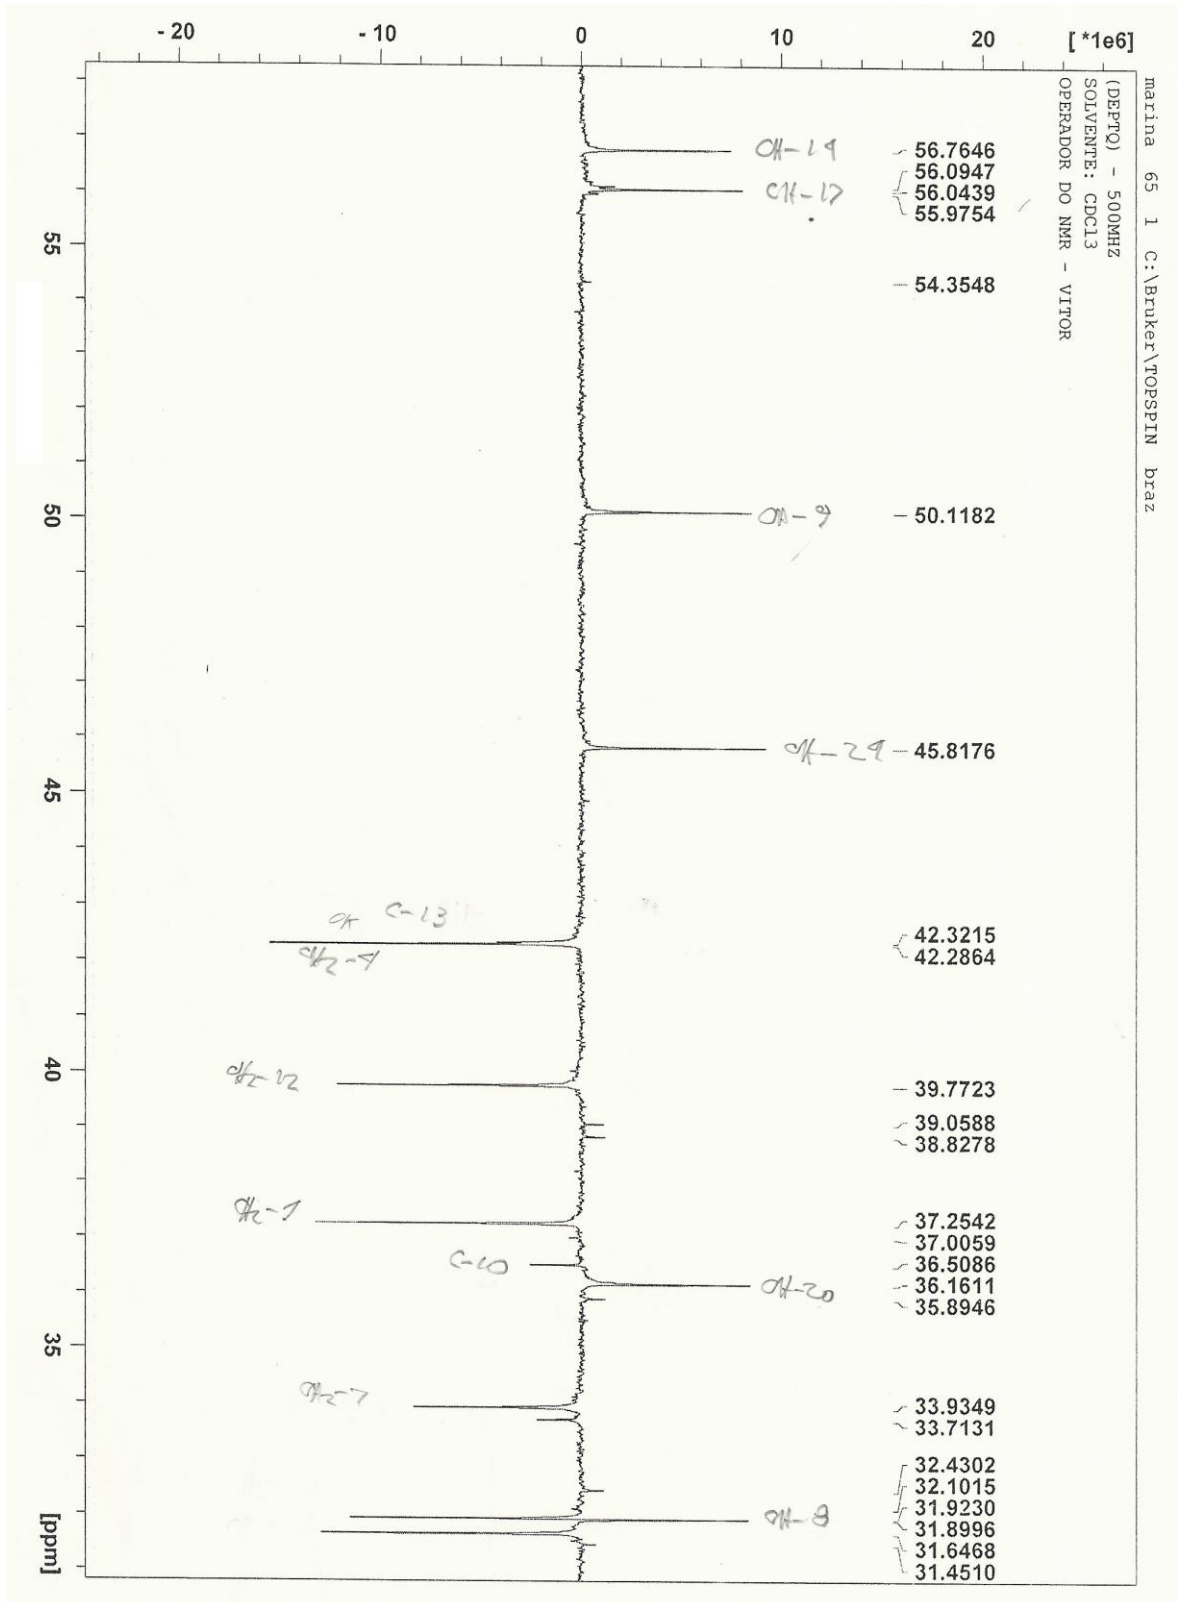 marina 65 1 C:\Bruker\TOPSPIN braz
(DEPTQ) - 500MHZ
SOLVENTE: CDCl3
OPERADOR DO NMR - VITOR
- 20 - 10 0 10 20 [ *1e6]
CH-14 56.7646
56.0947
CH-17 56.0439
55.9754
55
54.3548
50 CH-9 50.1182
CH-24 45.8176
45
C-13 42.3215
CH2-4 42.2864
40
CH2-12 39.7723
39.0588
38.8278
CH2-1 37.2542
37.0059
C-10 36.5086
CH-20 36.1611
35.8946
35
CH2-7 33.9349
33.7131
32.4302
32.1015
31.9230
CH-8 31.8996
31.6468
31.4510
[ppm]